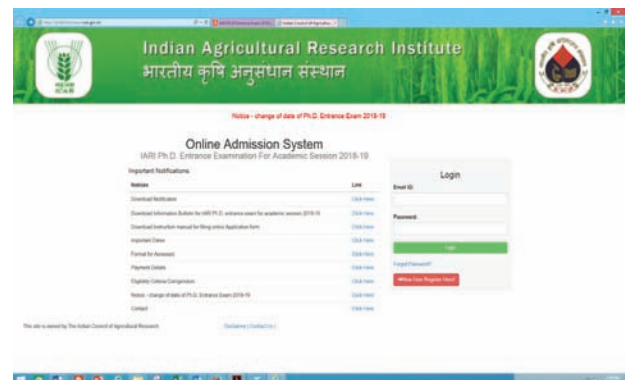 Indian Agricultural Research Institute
भारतीय कृषि अनुसंधान संस्थान
Notice - change of date of Ph.D. Entrance Exam 2018-19
Online Admission System
IARI Ph.D. Entrance Examination For Academic Session 2018-19
Important Notifications
Notices Link
Download Notification Click Here
Download Information Bulletin for IARI Ph.D. entrance exam for academic session 2018-19 Click Here
Download Instruction manual for filling online Application form Click Here
Important Dates Click Here
Format for Annexure Click Here
Payment Details Click Here
Eligibility Criteria Corrigendum Click Here
Notice - change of date of Ph.D. Entrance Exam 2018-19 Click Here
Contact Click Here
Login
Email ID:
Password:
Login
Forgot Password?
New User Register Here!
This site is owned by The Indian Council of Agricultural Research
Disclaimer | Contact Us |